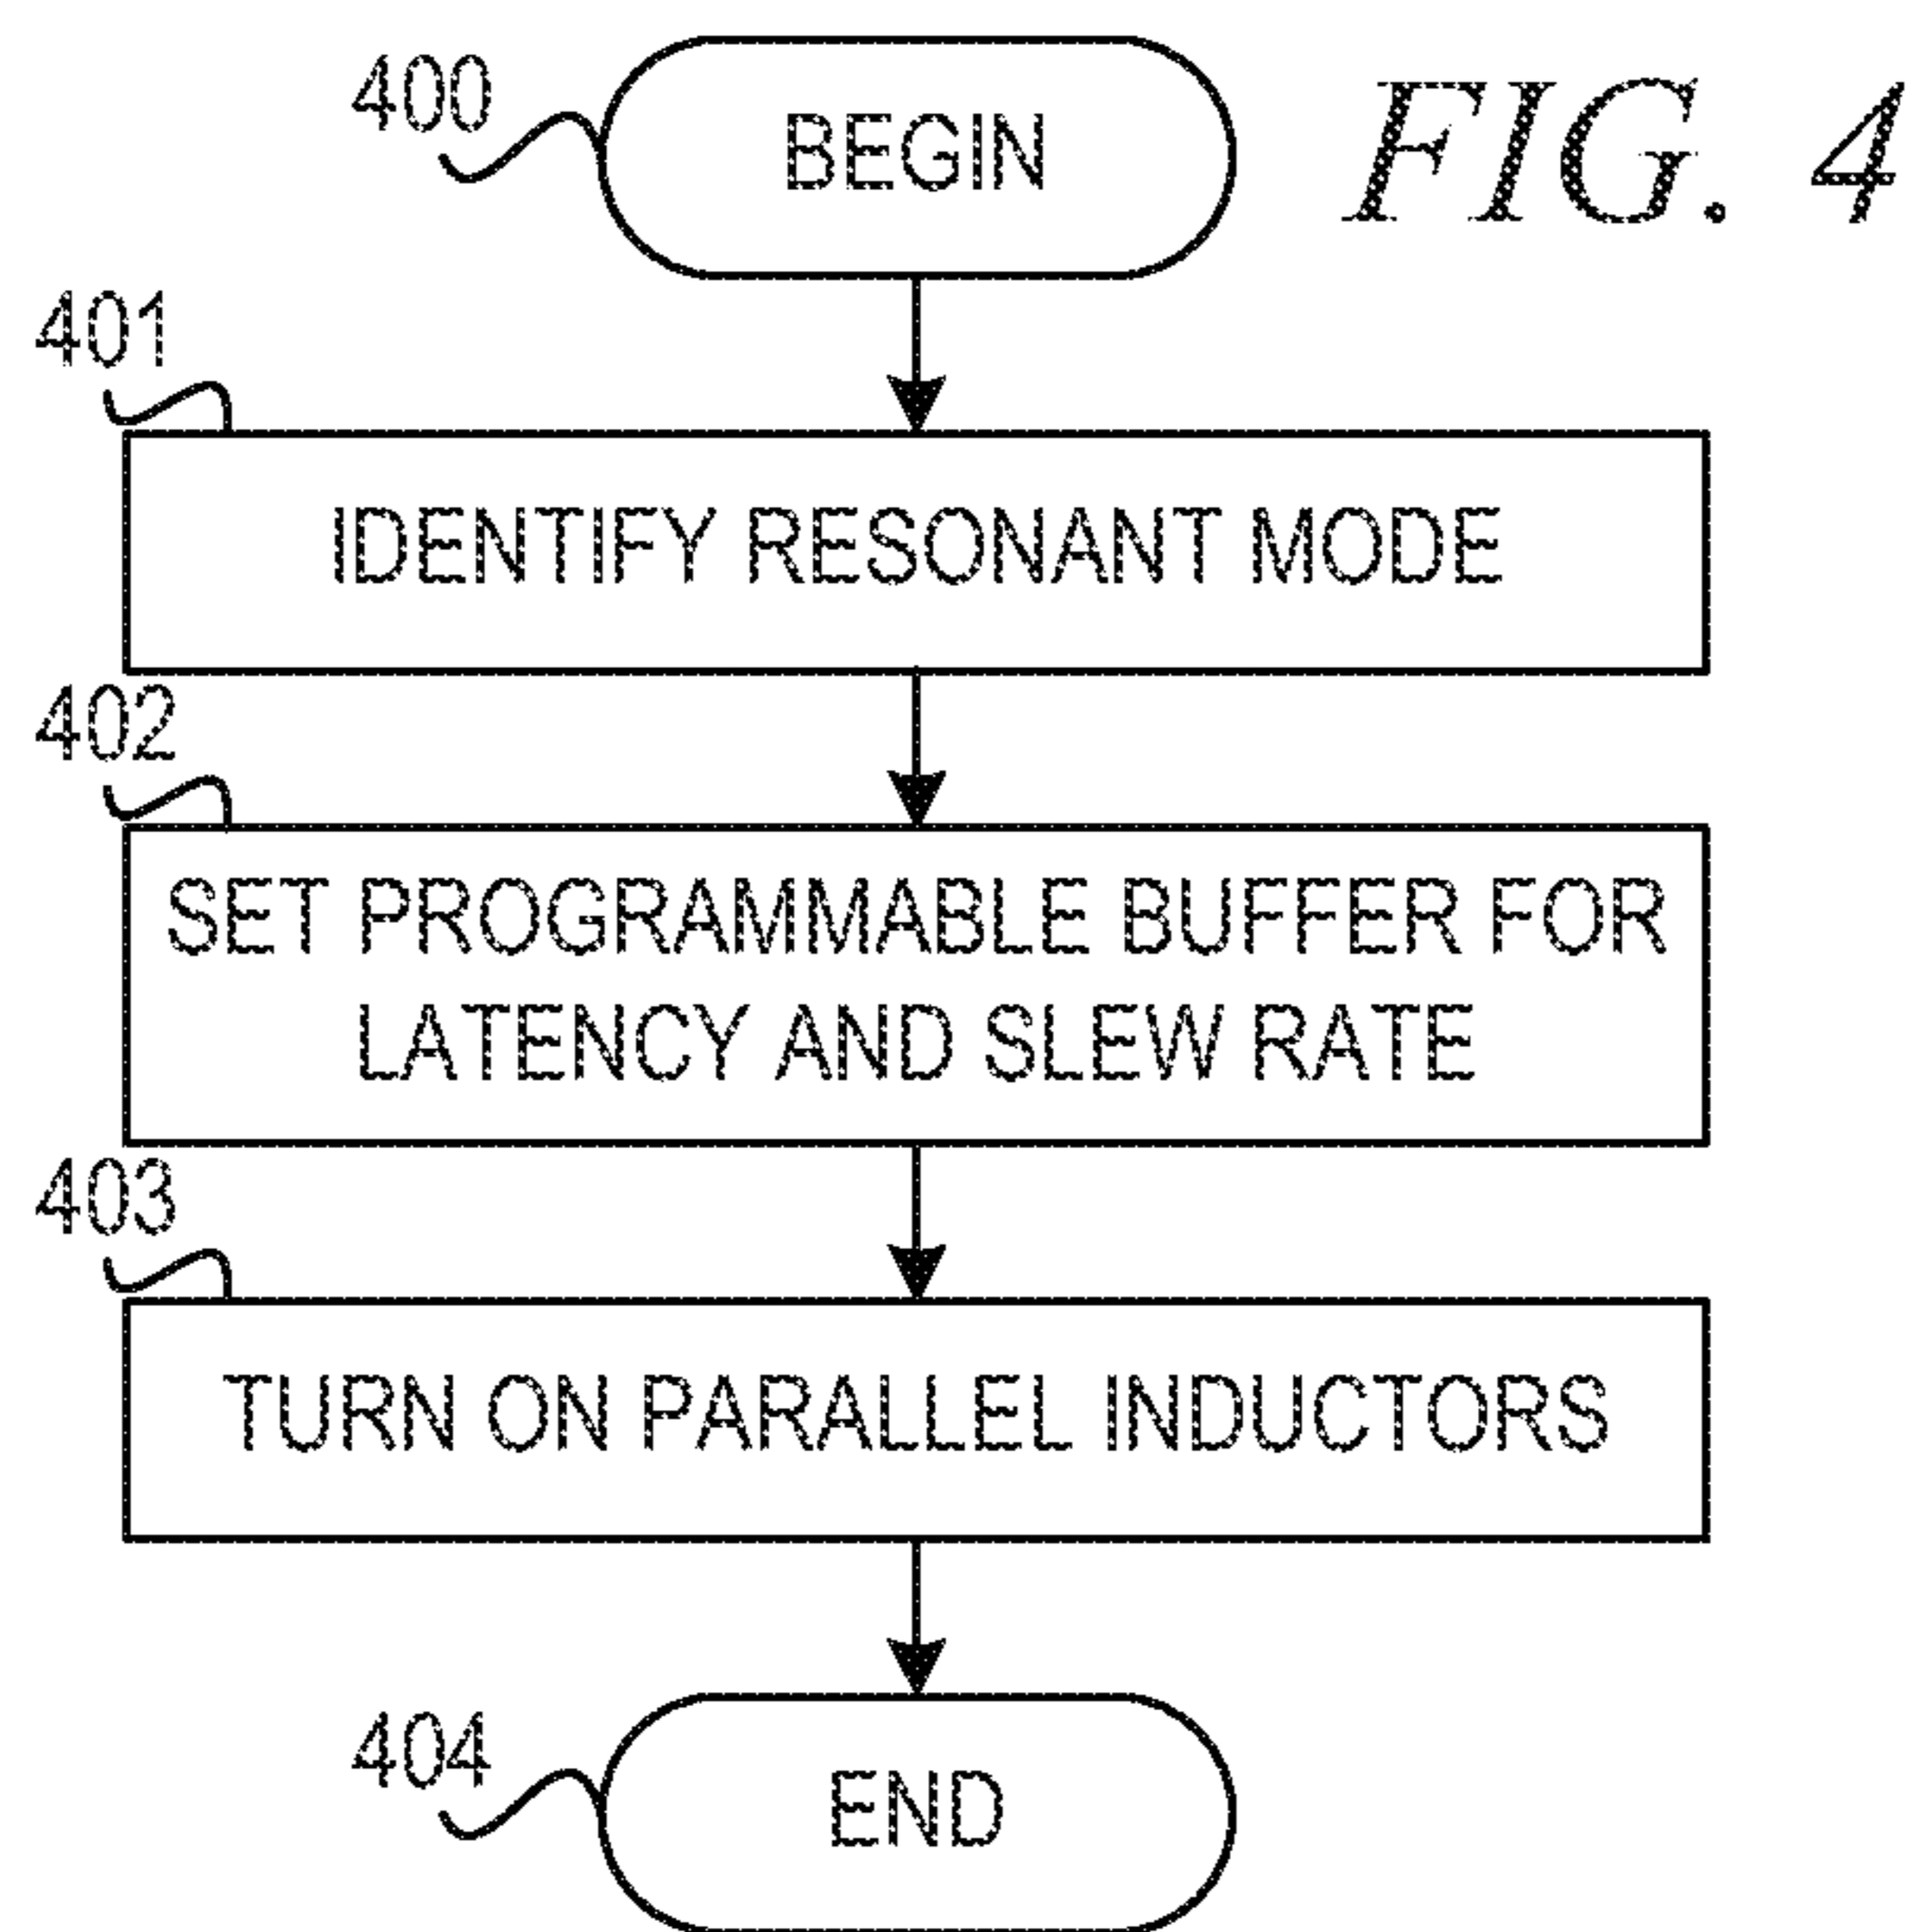 400
BEGIN
FIG. 4
401
IDENTIFY RESONANT MODE
402
SET PROGRAMMABLE BUFFER FOR
LATENCY AND SLEW RATE
403
TURN ON PARALLEL INDUCTORS
404
END